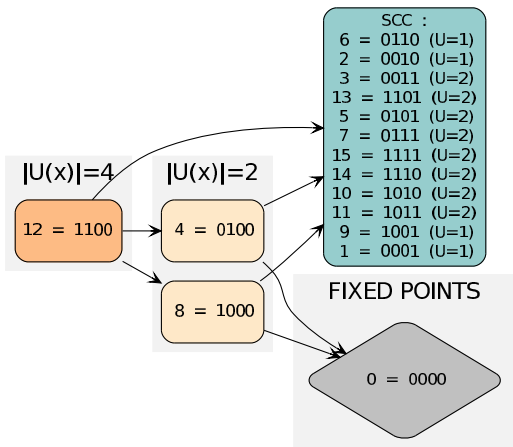 |U(x)|=4
12 = 1100
|U(x)|=2
4 = 0100
8 = 1000
SCC :
6 = 0110 (U=1)
2 = 0010 (U=1)
3 = 0011 (U=2)
13 = 1101 (U=2)
5 = 0101 (U=2)
7 = 0111 (U=2)
15 = 1111 (U=2)
14 = 1110 (U=2)
10 = 1010 (U=2)
11 = 1011 (U=2)
9 = 1001 (U=1)
1 = 0001 (U=1)
FIXED POINTS
0 = 0000